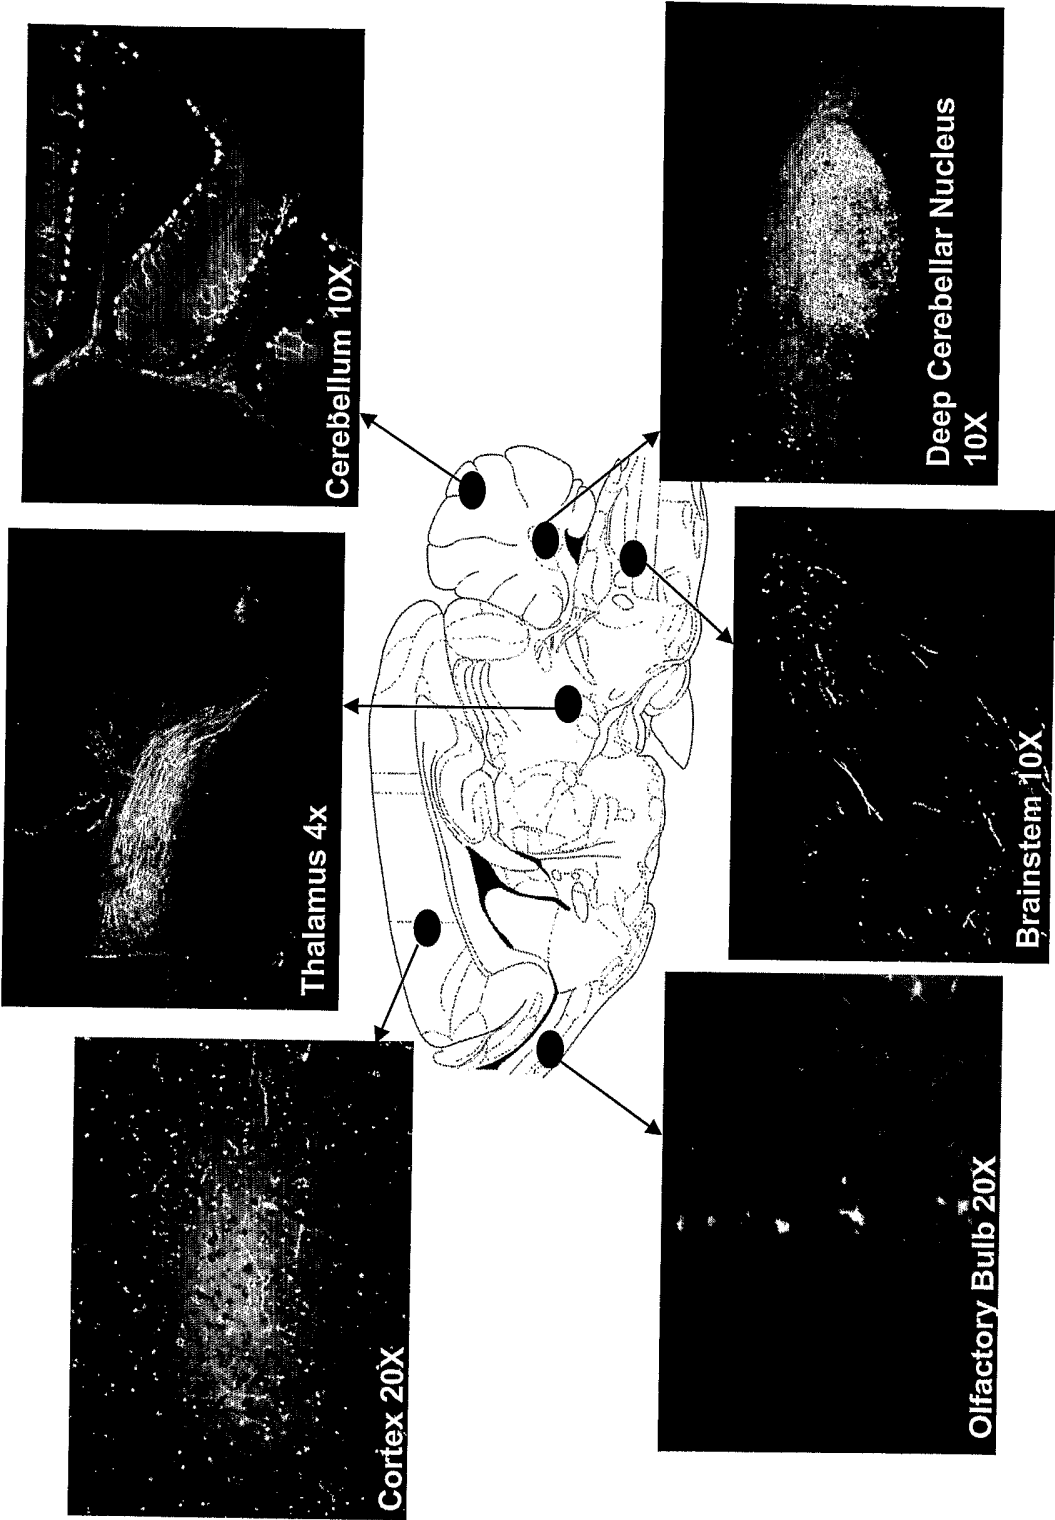 Cortex 20X
Thalamus 4x
Cerebellum 10X
Olfactory Bulb 20X
Brainstem 10X
Deep Cerebellar Nucleus
10X